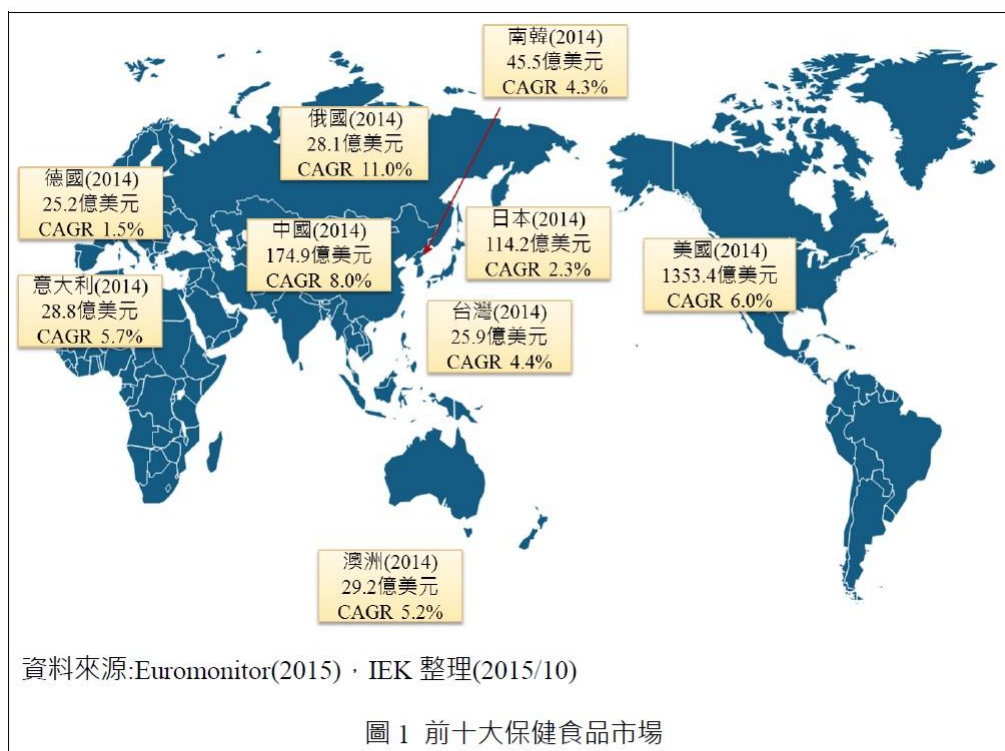 南韓(2014)
45.5億美元
CAGR 4.3%
俄國(2014)
28.1億美元
CAGR 11.0%
德國(2014)
25.2億美元
CAGR 1.5%
中國(2014)
174.9億美元
CAGR 8.0%
日本(2014)
114.2億美元
CAGR 2.3%
美國(2014)
1353.4億美元
CAGR 6.0%
意大利(2014)
28.8億美元
CAGR 5.7%
台灣(2014)
25.9億美元
CAGR 4.4%
澳洲(2014)
29.2億美元
CAGR 5.2%
資料來源:Euromonitor(2015)，IEK 整理(2015/10)
圖 1 前十大保健食品市場